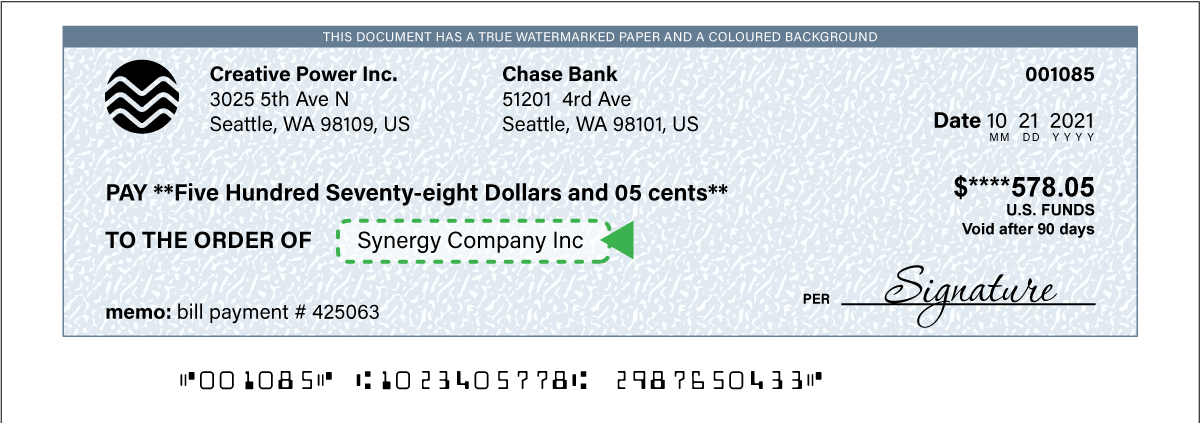 THIS DOCUMENT HAS A TRUE WATERMARKED PAPER AND A COLOURED BACKGROUND
Creative Power Inc.
3025 5th Ave N
Seattle, WA 98109, US
Chase Bank
51201 4rd Ave
Seattle, WA 98101, US
001085
Date 10 21 2021
MM DD YYYY
PAY **Five Hundred Seventy-eight Dollars and 05 cents**
$****578.05
U.S. FUNDS
Void after 90 days
TO THE ORDER OF Synergy Company Inc
PER Signature
memo: bill payment # 425063
⑈001085⑈ ⑆1023405778⑆ 2987650433⑈